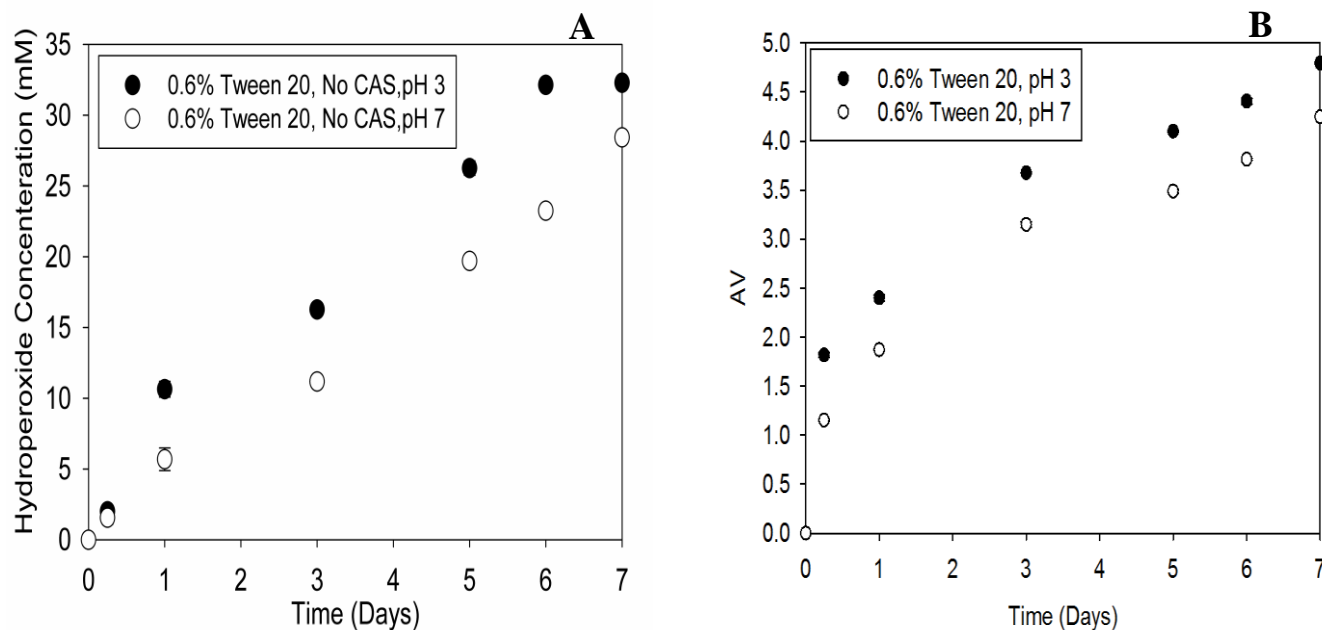 A
Hydroperoxide Concenteration (mM)
35
30
25
20
15
10
5
0
0.6% Tween 20, No CAS,pH 3
0.6% Tween 20, No CAS,pH 7
0 1 2 3 4 5 6 7
Time (Days)
B
AV
5.0
4.5
4.0
3.5
3.0
2.5
2.0
1.5
1.0
0.5
0.0
0.6% Tween 20, pH 3
0.6% Tween 20, pH 7
0 1 2 3 4 5 6 7
Time (Days)